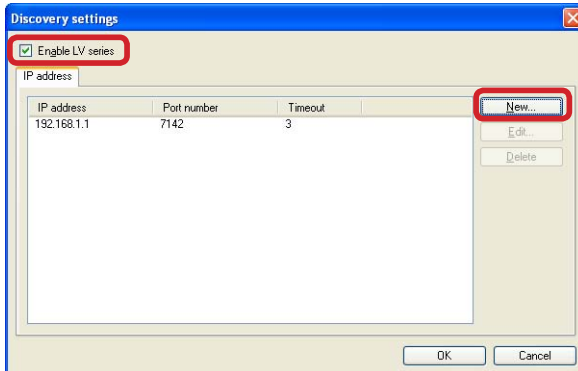 Discovery settings
Enable LV series
IP address
IP address Port number Timeout
192.168.1.1 7142 3
New...
Edit...
Delete
OK Cancel